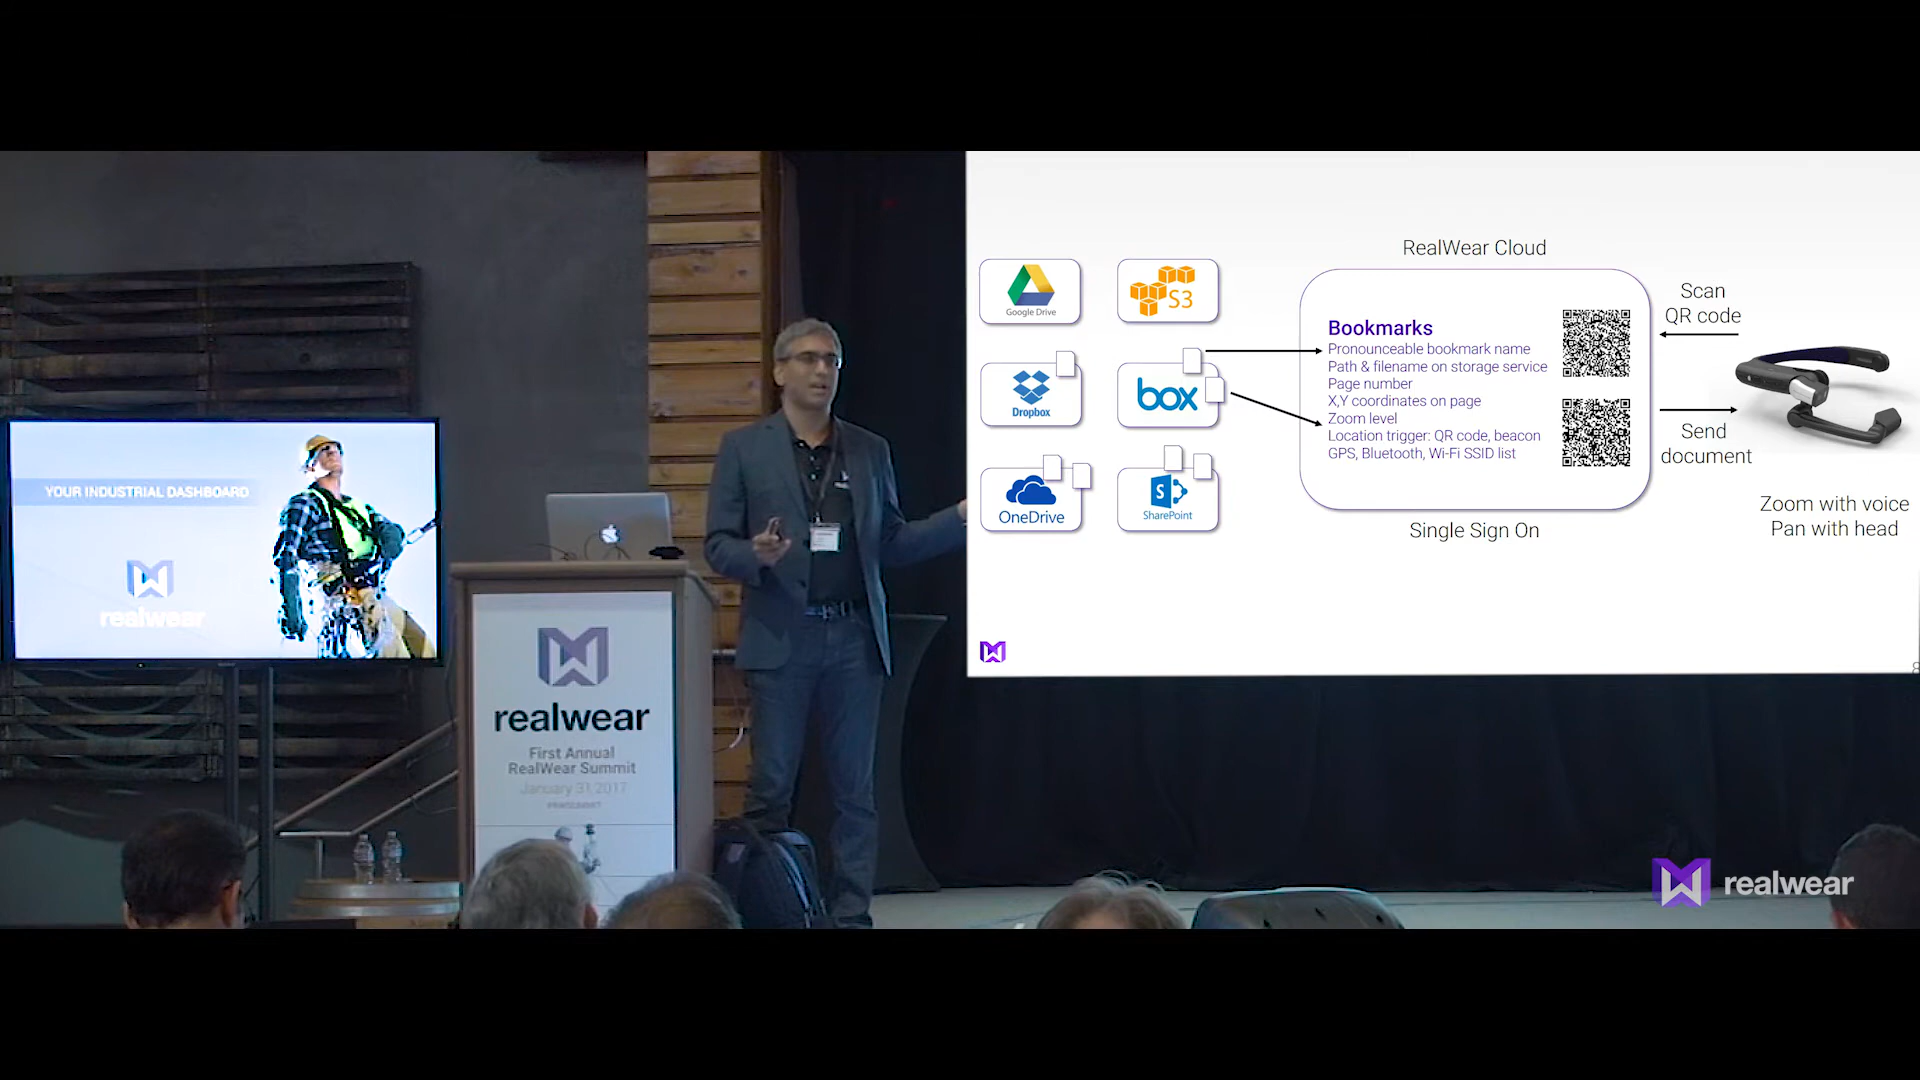 YOUR INDUSTRIAL DASHBOARD
realwear
realwear
First Annual
RealWear Summit
January 31, 2017
Google Drive
S3
Dropbox
box
OneDrive
S
SharePoint
RealWear Cloud
Bookmarks
Pronounceable bookmark name
Path & filename on storage service
Page number
X,Y coordinates on page
Zoom level
Location trigger: QR code, beacon
GPS, Bluetooth, Wi-Fi SSID list
Single Sign On
Scan
QR code
Send
document
Zoom with voice
Pan with head
realwear